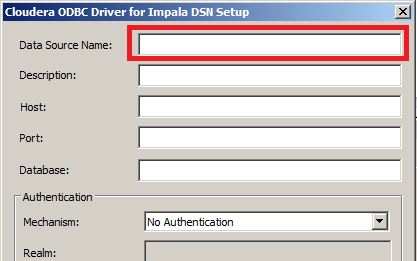 Cloudera ODBC Driver for Impala DSN Setup
Data Source Name:
Description:
Host:
Port:
Database:
Authentication
Mechanism: No Authentication
Realm: